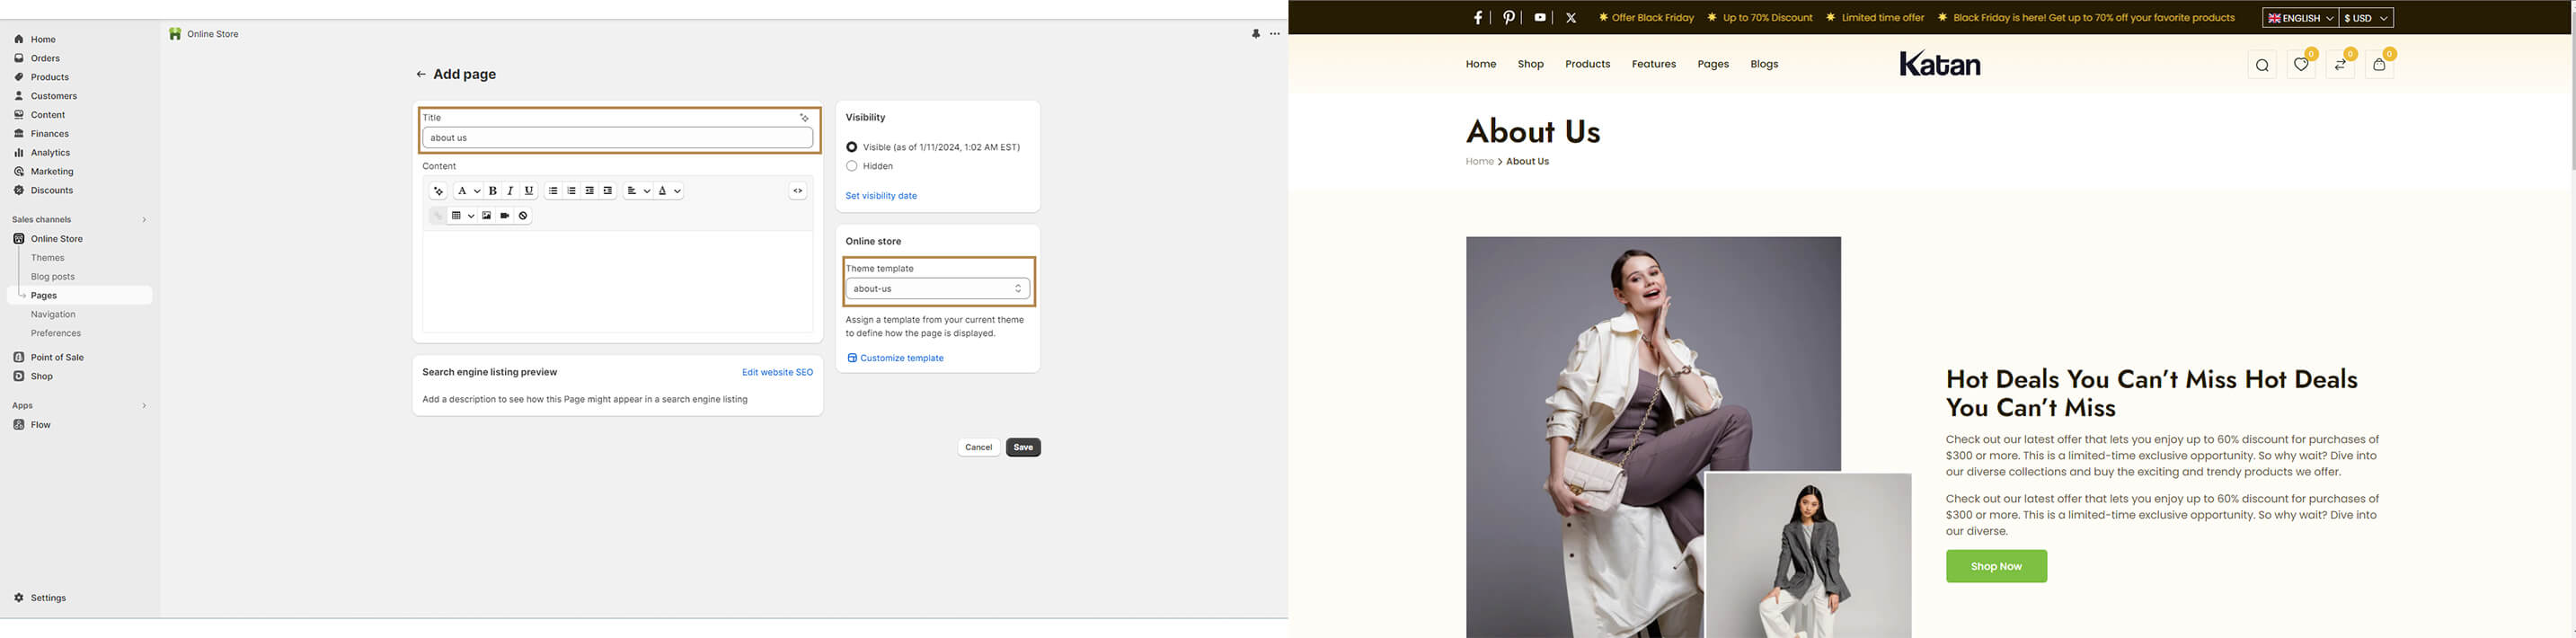 Home
Orders
Products
Customers
Content
Finances
Analytics
Marketing
Discounts
Sales channels
Online Store
Themes
Blog posts
Pages
Navigation
Preferences
Point of Sale
Shop
Apps
Flow
Settings
Online Store
Add page
Title
about us
Content
A B I U A
Search engine listing preview
Edit website SEO
Add a description to see how this Page might appear in a search engine listing
Visibility
Visible (as of 1/11/2024, 1:02 AM EST)
Hidden
Set visibility date
Online store
Theme template
about-us
Assign a template from your current theme
to define how the page is displayed.
Customize template
Cancel Save
Offer Black Friday Up to 70% Discount Limited time offer Black Friday is here! Get up to 70% off your favorite products
ENGLISH $ USD
Home Shop Products Features Pages Blogs
Katan
0 0 0
About Us
Home > About Us
Hot Deals You Can’t Miss Hot Deals
You Can’t Miss
Check out our latest offer that lets you enjoy up to 60% discount for purchases of
$300 or more. This is a limited-time exclusive opportunity. So why wait? Dive into
our diverse collections and buy the exciting and trendy products we offer.
Check out our latest offer that lets you enjoy up to 60% discount for purchases of
$300 or more. This is a limited-time exclusive opportunity. So why wait? Dive into
our diverse.
Shop Now